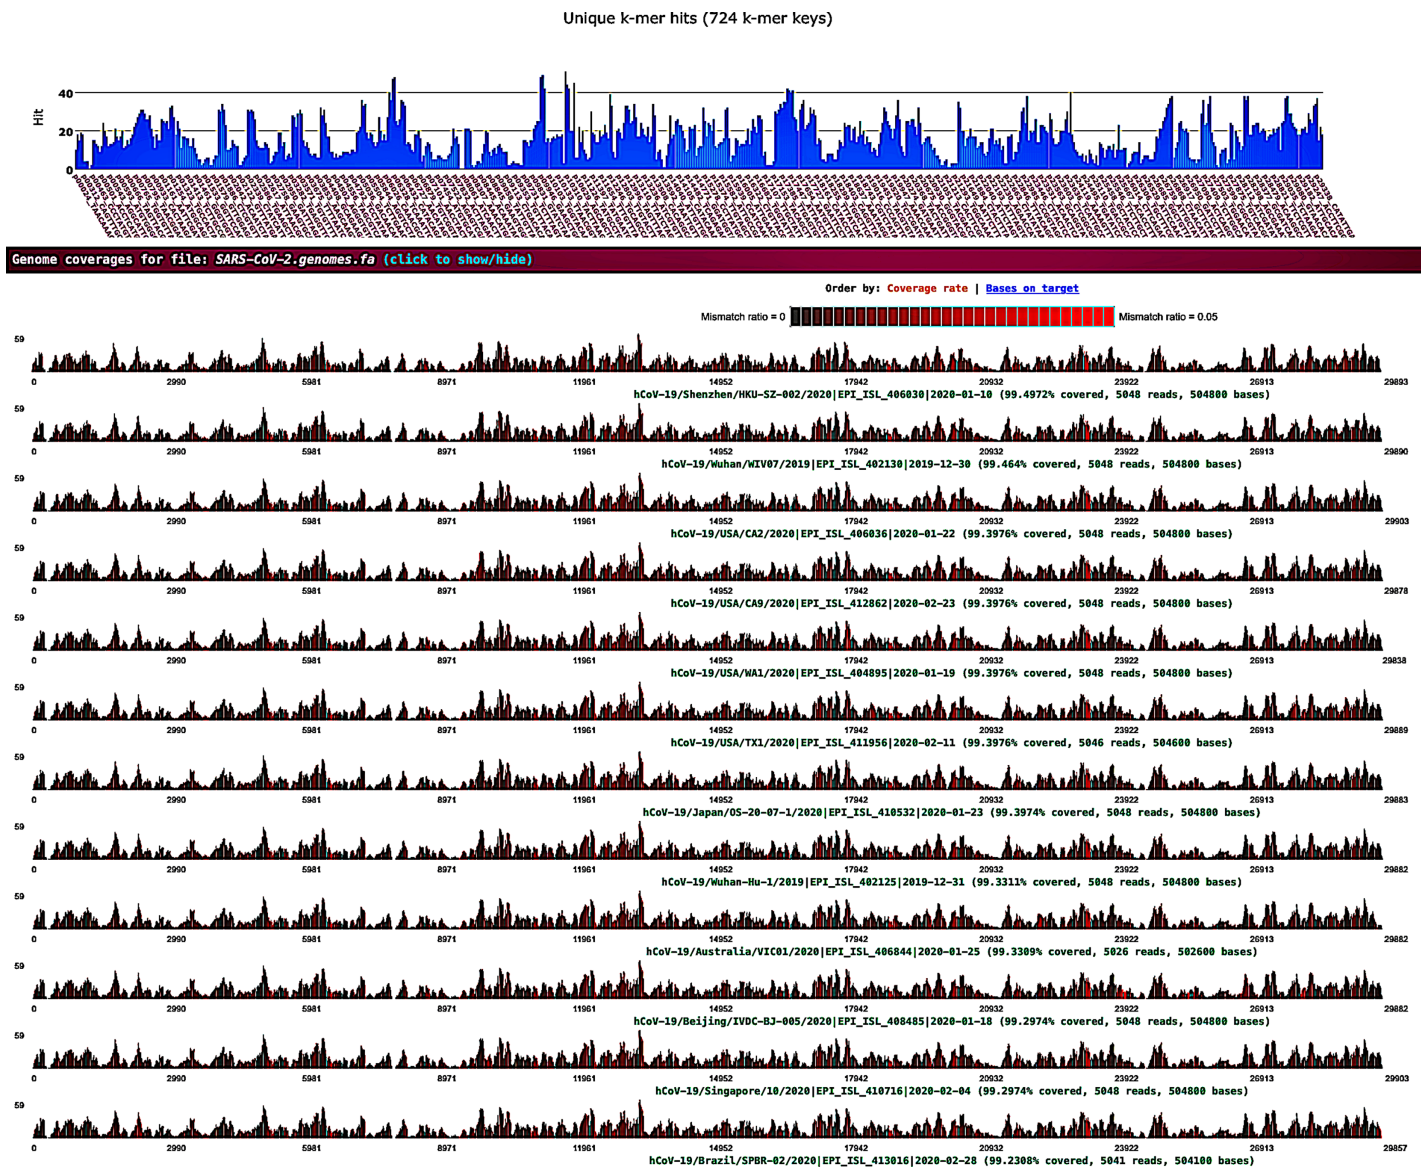 Unique k-mer hits (724 k-mer keys)
Hit
40
20
0
Genome coverages for file: SARS-CoV-2.genomes.fa (click to show/hide)
Order by: Coverage rate | Bases on target
Mismatch ratio = 0 Mismatch ratio = 0.05
59
0 2990 5981 8971 11961 14952 17942 20932 23922 26913 29893
hCoV-19/Shenzhen/HKU-SZ-002/2020|EPI_ISL_406030|2020-01-10 (99.4972% covered, 5048 reads, 504800 bases)
59
0 2990 5981 8971 11961 14952 17942 20932 23922 26913 29890
hCoV-19/Wuhan/WIV07/2019|EPI_ISL_402130|2019-12-30 (99.464% covered, 5048 reads, 504800 bases)
59
0 2990 5981 8971 11961 14952 17942 20932 23922 26913 29903
hCoV-19/USA/CA2/2020|EPI_ISL_406036|2020-01-22 (99.3976% covered, 5048 reads, 504800 bases)
59
0 2990 5981 8971 11961 14952 17942 20932 23922 26913 29878
hCoV-19/USA/CA9/2020|EPI_ISL_412862|2020-02-23 (99.3976% covered, 5048 reads, 504800 bases)
59
0 2990 5981 8971 11961 14952 17942 20932 23922 26913 29838
hCoV-19/USA/WA1/2020|EPI_ISL_404895|2020-01-19 (99.3976% covered, 5048 reads, 504800 bases)
59
0 2990 5981 8971 11961 14952 17942 20932 23922 26913 29889
hCoV-19/USA/TX1/2020|EPI_ISL_411956|2020-02-11 (99.3976% covered, 5046 reads, 504600 bases)
59
0 2990 5981 8971 11961 14952 17942 20932 23922 26913 29883
hCoV-19/Japan/OS-20-07-1/2020|EPI_ISL_410532|2020-01-23 (99.3974% covered, 5048 reads, 504800 bases)
59
0 2990 5981 8971 11961 14952 17942 20932 23922 26913 29882
hCoV-19/Wuhan-Hu-1/2019|EPI_ISL_402125|2019-12-31 (99.3311% covered, 5048 reads, 504800 bases)
59
0 2990 5981 8971 11961 14952 17942 20932 23922 26913 29882
hCoV-19/Australia/VIC01/2020|EPI_ISL_406844|2020-01-25 (99.3309% covered, 5026 reads, 502600 bases)
59
0 2990 5981 8971 11961 14952 17942 20932 23922 26913 29882
hCoV-19/Beijing/IVDC-BJ-005/2020|EPI_ISL_408485|2020-01-18 (99.2974% covered, 5048 reads, 504800 bases)
59
0 2990 5981 8971 11961 14952 17942 20932 23922 26913 29903
hCoV-19/Singapore/10/2020|EPI_ISL_410716|2020-02-04 (99.2974% covered, 5048 reads, 504800 bases)
59
0 2990 5981 8971 11961 14952 17942 20932 23922 26913 29857
hCoV-19/Brazil/SPBR-02/2020|EPI_ISL_413016|2020-02-28 (99.2308% covered, 5041 reads, 504100 bases)